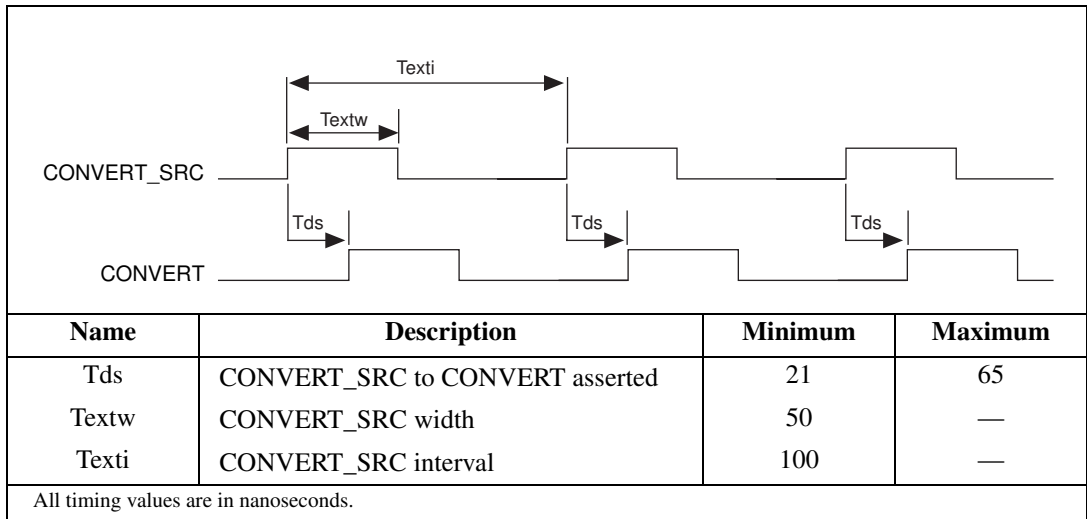 Texti
Textw
CONVERT_SRC
Tds Tds Tds
CONVERT
Name Description Minimum Maximum
Tds CONVERT_SRC to CONVERT asserted 21 65
Textw CONVERT_SRC width 50 —
Texti CONVERT_SRC interval 100 —
All timing values are in nanoseconds.